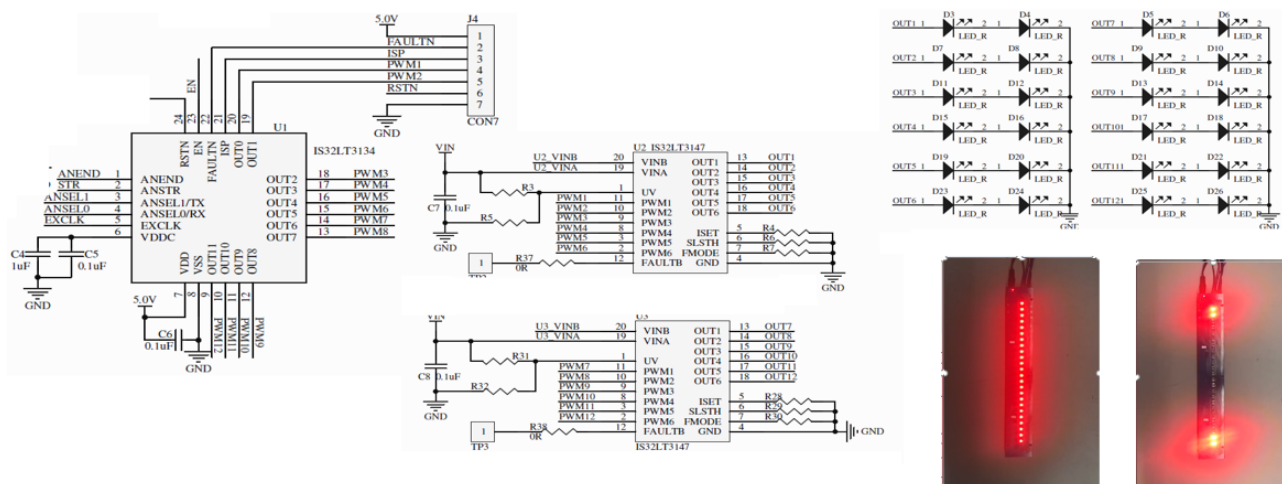 5.0V
J4
1
FAULTN 2
ISP 3
PWM1 4
PWM2 5
RSTN 6
7
GND
CON7
EN
24 23 22 21 20 19
U1
RSTN EN FAULTN ISP OUT0 OUT1
IS32LT3134
ANEND 1 ANEND OUT2 18 PWM3
STR 2 ANSTR OUT3 17 PWM4
ANSEL1 3 ANSEL1/TX OUT4 16 PWM5
ANSEL0 4 ANSEL0/RX OUT5 15 PWM6
EXCLK 5 EXCLK OUT6 14 PWM7
6 VDDC OUT7 13 PWM8
C4 C5
1uF 0.1uF
GND
VDD VSS OUT11 OUT10 OUT9 OUT8
7 8 9 10 11 12
5.0V
C6
0.1uF
GND
PWM12 PWM11 PWM10 PWM9
VIN
U2 IS32LT3147
U2_VINB 20 VINB OUT1 13 OUT1
U2_VINA 19 VINA OUT2 14 OUT2
OUT3 15 OUT3
R3 1 UV OUT4 16 OUT4
C7 0.1uF PWM1 11 PWM1 OUT5 17 OUT5
PWM2 10 PWM2 OUT6 18 OUT6
R5 PWM3 9 PWM3
PWM4 8 PWM4 ISET 5 R4
PWM5 3 PWM5 SLSTH 6 R6
PWM6 2 PWM6 FMODE 7 R7
GND
1 R37 0R 12 FAULTB GND 4
GND
VIN
U3_VINB 20 VINB OUT1 13 OUT7
U3_VINA 19 VINA OUT2 14 OUT8
OUT3 15 OUT9
R31 1 UV OUT4 16 OUT10
C8 0.1uF PWM7 11 PWM1 OUT5 17 OUT11
PWM8 10 PWM2 OUT6 18 OUT12
R32 PWM9 9 PWM3
PWM10 8 PWM4 ISET 5 R28
PWM11 3 PWM5 SLSTH 6 R29
PWM12 2 PWM6 FMODE 7 R30
GND
1 R38 0R 12 FAULTB GND 4 GND
TP3
IS32LT3147
D3 D4 D5 D6
OUT1 1 2 1 2 OUT7 1 2 1 2
LED_R LED_R LED_R LED_R
D7 D8 D9 D10
OUT2 1 2 1 2 OUT8 1 2 1 2
LED_R LED_R LED_R LED_R
D11 D12 D13 D14
OUT3 1 2 1 2 OUT9 1 2 1 2
LED_R LED_R LED_R LED_R
D15 D16 D17 D18
OUT4 1 2 1 2 OUT101 2 1 2
LED_R LED_R LED_R LED_R
D19 D20 D21 D22
OUT5 1 2 1 2 OUT111 2 1 2
LED_R LED_R LED_R LED_R
D23 D24 D25 D26
OUT6 1 2 1 2 OUT121 2 1 2
LED_R LED_R LED_R LED_R
GND GND